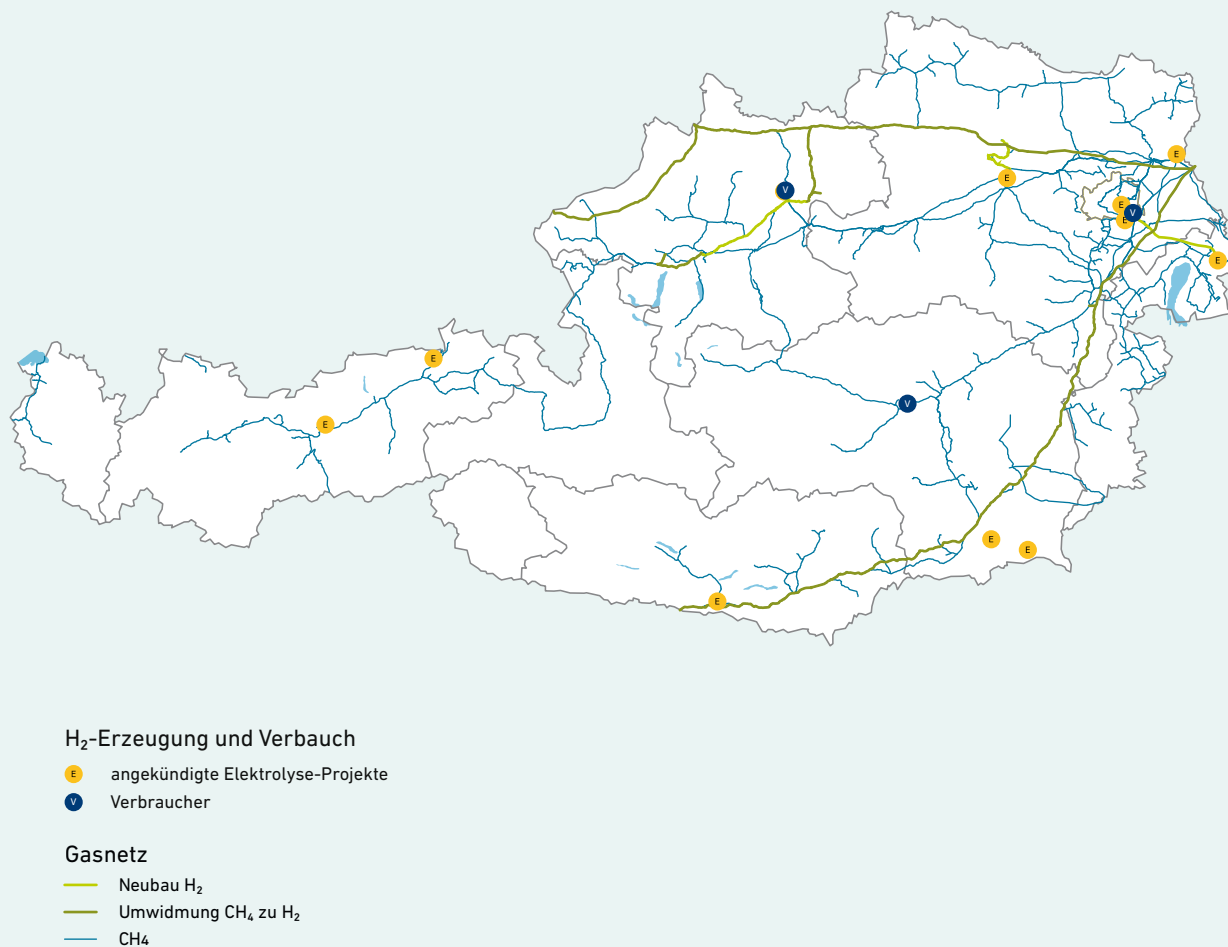 E
E
V
E
E
V
E
E
E
E
V
E
E
E
H₂-Erzeugung und Verbauch
E angekündigte Elektrolyse-Projekte
V Verbraucher
Gasnetz
Neubau H₂
Umwidmung CH₄ zu H₂
CH4